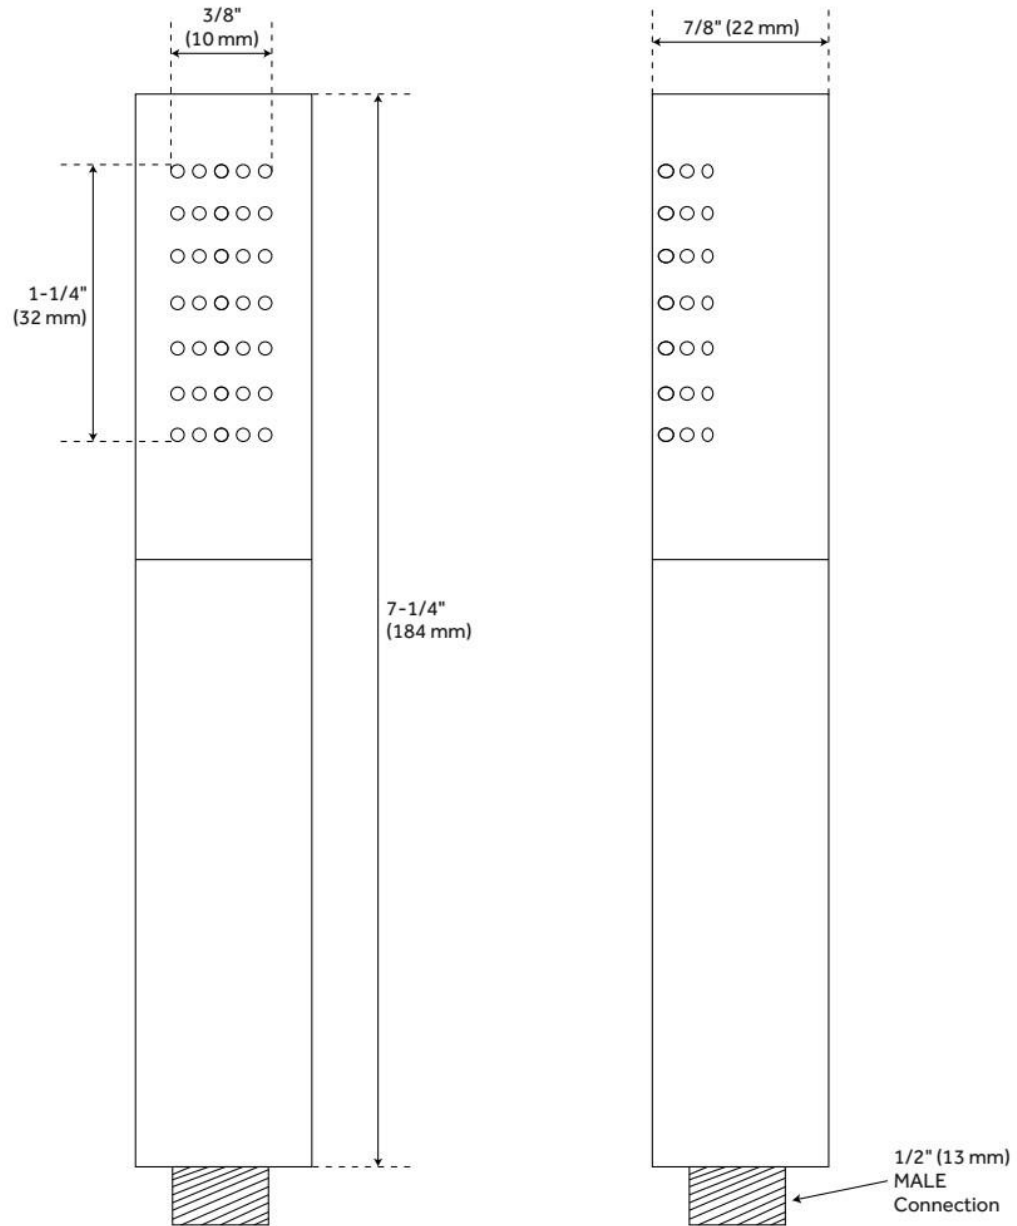 3/8"
(10 mm)
7/8" (22 mm)
1-1/4"
(32 mm)
7-1/4"
(184 mm)
1/2" (13 mm)
MALE
Connection